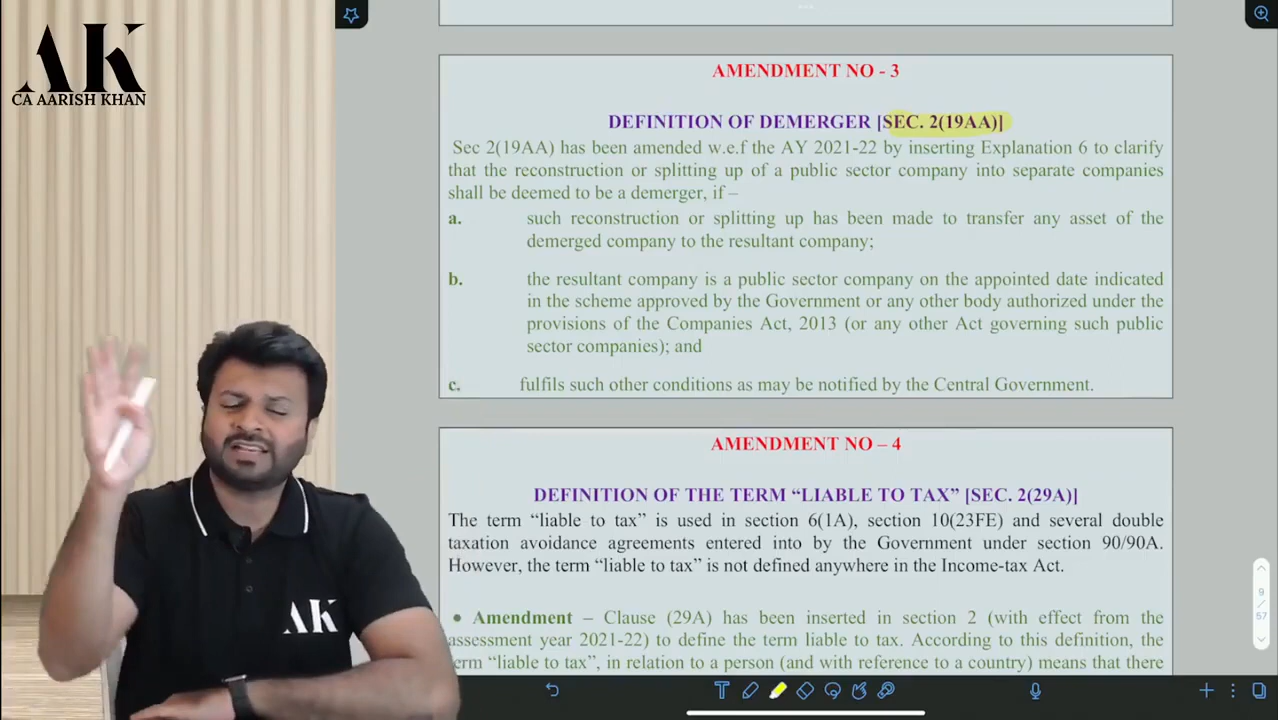 AK
CA AARISH KHAN
AMENDMENT NO - 3
DEFINITION OF DEMERGER [SEC. 2(19AA)]
Sec 2(19AA) has been amended w.e.f the AY 2021-22 by inserting Explanation 6 to clarify
that the reconstruction or splitting up of a public sector company into separate companies
shall be deemed to be a demerger, if –
a. such reconstruction or splitting up has been made to transfer any asset of the
demerged company to the resultant company;
b. the resultant company is a public sector company on the appointed date indicated
in the scheme approved by the Government or any other body authorized under the
provisions of the Companies Act, 2013 (or any other Act governing such public
sector companies); and
c. fulfils such other conditions as may be notified by the Central Government.
AMENDMENT NO – 4
DEFINITION OF THE TERM “LIABLE TO TAX” [SEC. 2(29A)]
The term “liable to tax” is used in section 6(1A), section 10(23FE) and several double
taxation avoidance agreements entered into by the Government under section 90/90A.
However, the term “liable to tax” is not defined anywhere in the Income-tax Act.
• Amendment – Clause (29A) has been inserted in section 2 (with effect from the
assessment year 2021-22) to define the term liable to tax. According to this definition, the
term “liable to tax”, in relation to a person (and with reference to a country) means that there
9
/
57
AK
T